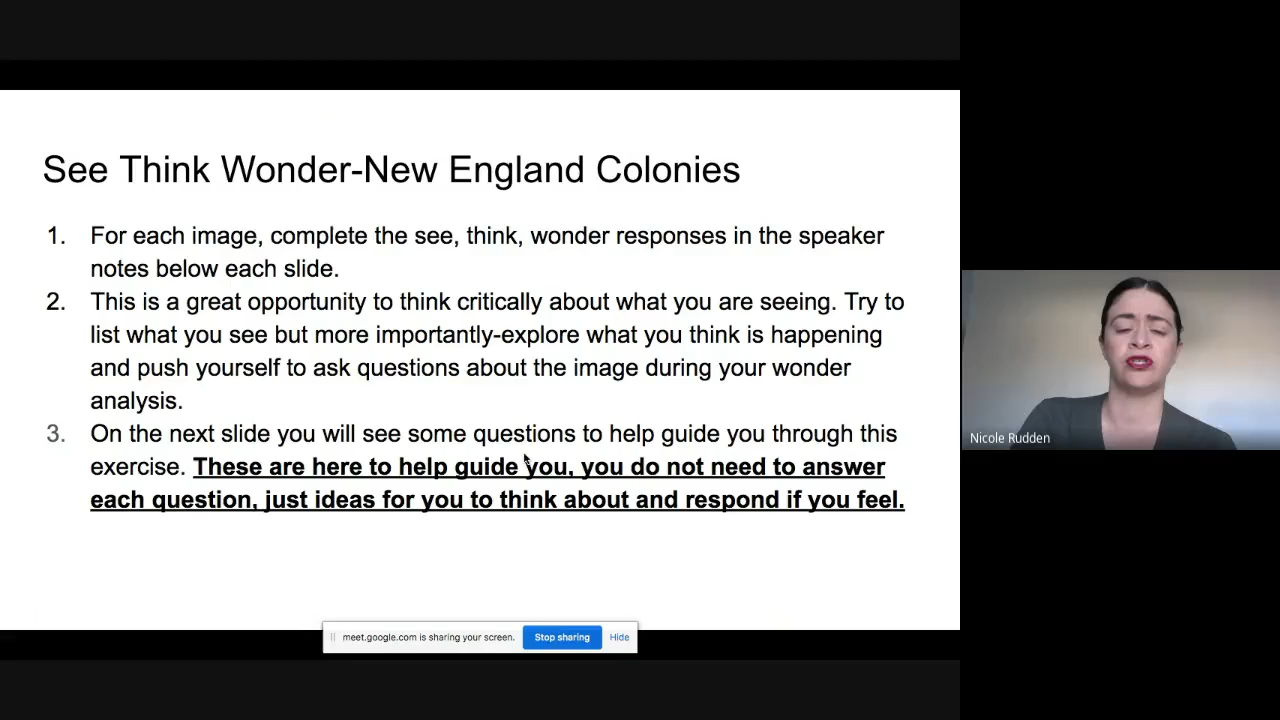 See Think Wonder-New England Colonies
1. For each image, complete the see, think, wonder responses in the speaker
notes below each slide.
2. This is a great opportunity to think critically about what you are seeing. Try to
list what you see but more importantly-explore what you think is happening
and push yourself to ask questions about the image during your wonder
analysis.
3. On the next slide you will see some questions to help guide you through this
exercise. These are here to help guide you, you do not need to answer
each question, just ideas for you to think about and respond if you feel.
Nicole Rudden
meet.google.com is sharing your screen. Stop sharing Hide